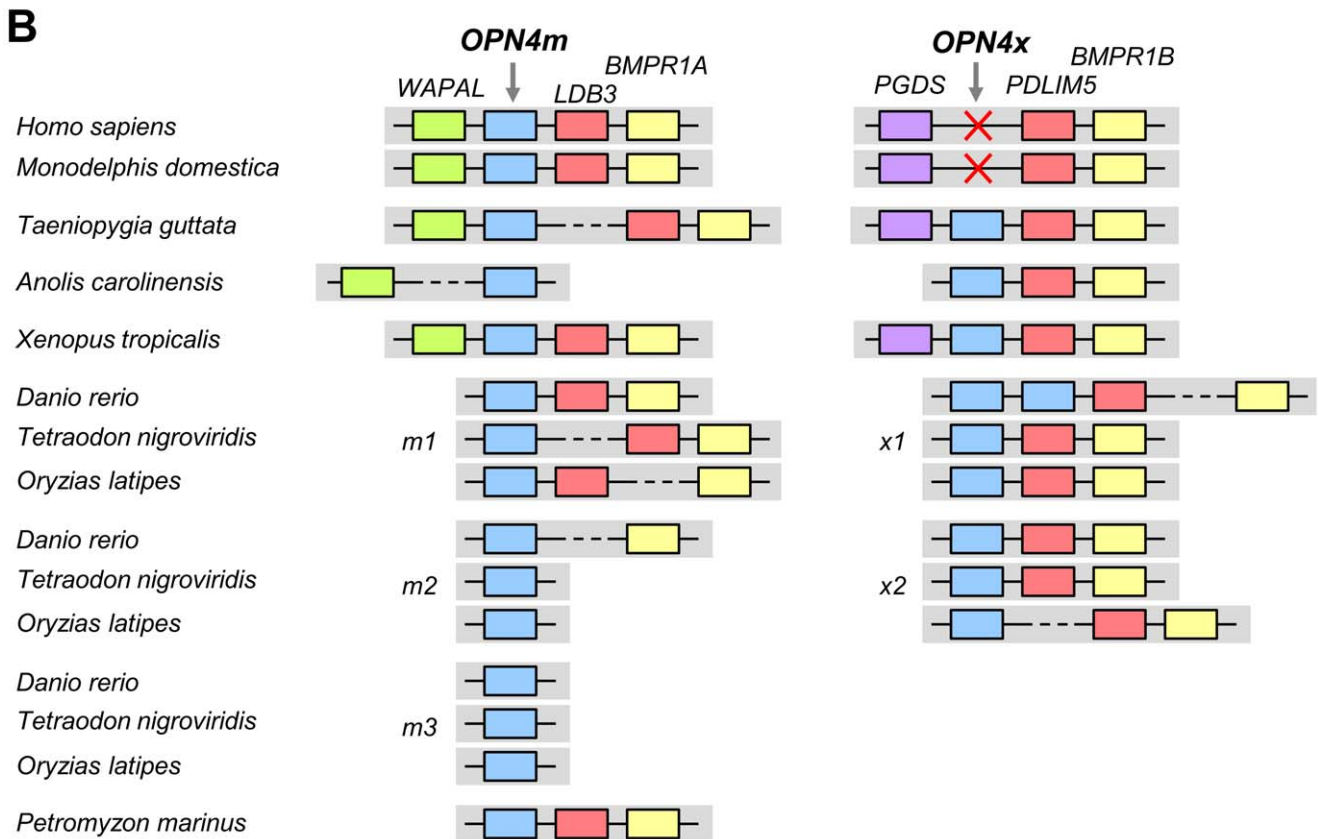 B
OPN4m OPN4x
WAPAL LDB3 BMPR1A PGDS PDLIM5 BMPR1B
Homo sapiens
Monodelphis domestica
Taeniopygia guttata
Anolis carolinensis
Xenopus tropicalis
Danio rerio
Tetraodon nigroviridis m1 x1
Oryzias latipes
Danio rerio
Tetraodon nigroviridis m2 x2
Oryzias latipes
Danio rerio
Tetraodon nigroviridis m3
Oryzias latipes
Petromyzon marinus